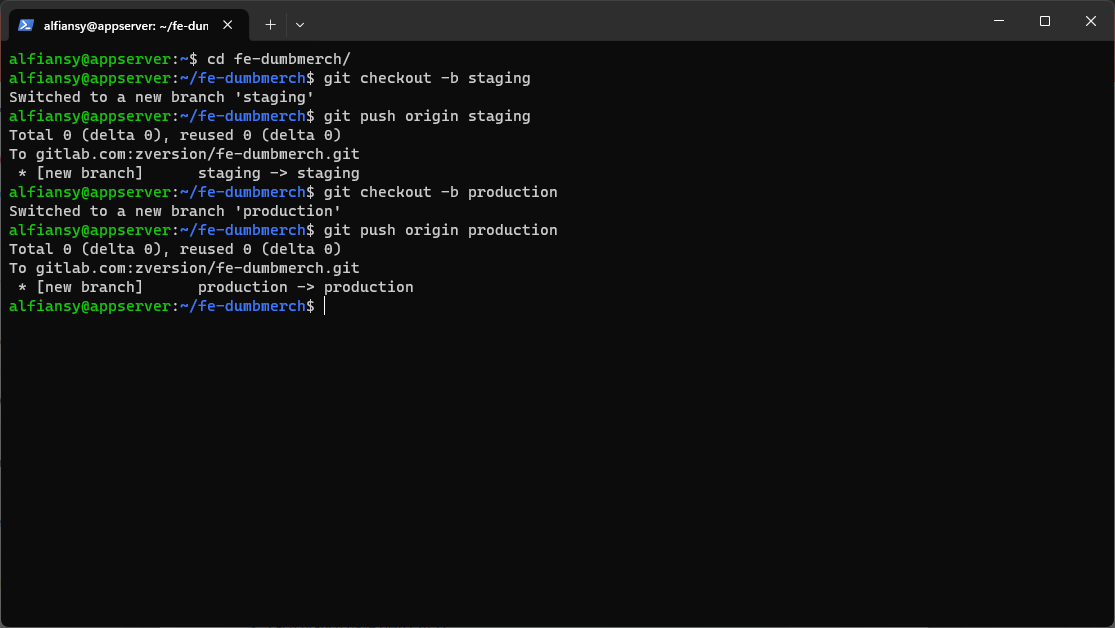 alfiansy@appserver: ~/fe-dun
alfiansy@appserver:~$ cd fe-dumbmerch/
alfiansy@appserver:~/fe-dumbmerch$ git checkout -b staging
Switched to a new branch 'staging'
alfiansy@appserver:~/fe-dumbmerch$ git push origin staging
Total 0 (delta 0), reused 0 (delta 0)
To gitlab.com:zversion/fe-dumbmerch.git
 * [new branch]      staging -> staging
alfiansy@appserver:~/fe-dumbmerch$ git checkout -b production
Switched to a new branch 'production'
alfiansy@appserver:~/fe-dumbmerch$ git push origin production
Total 0 (delta 0), reused 0 (delta 0)
To gitlab.com:zversion/fe-dumbmerch.git
 * [new branch]      production -> production
alfiansy@appserver:~/fe-dumbmerch$